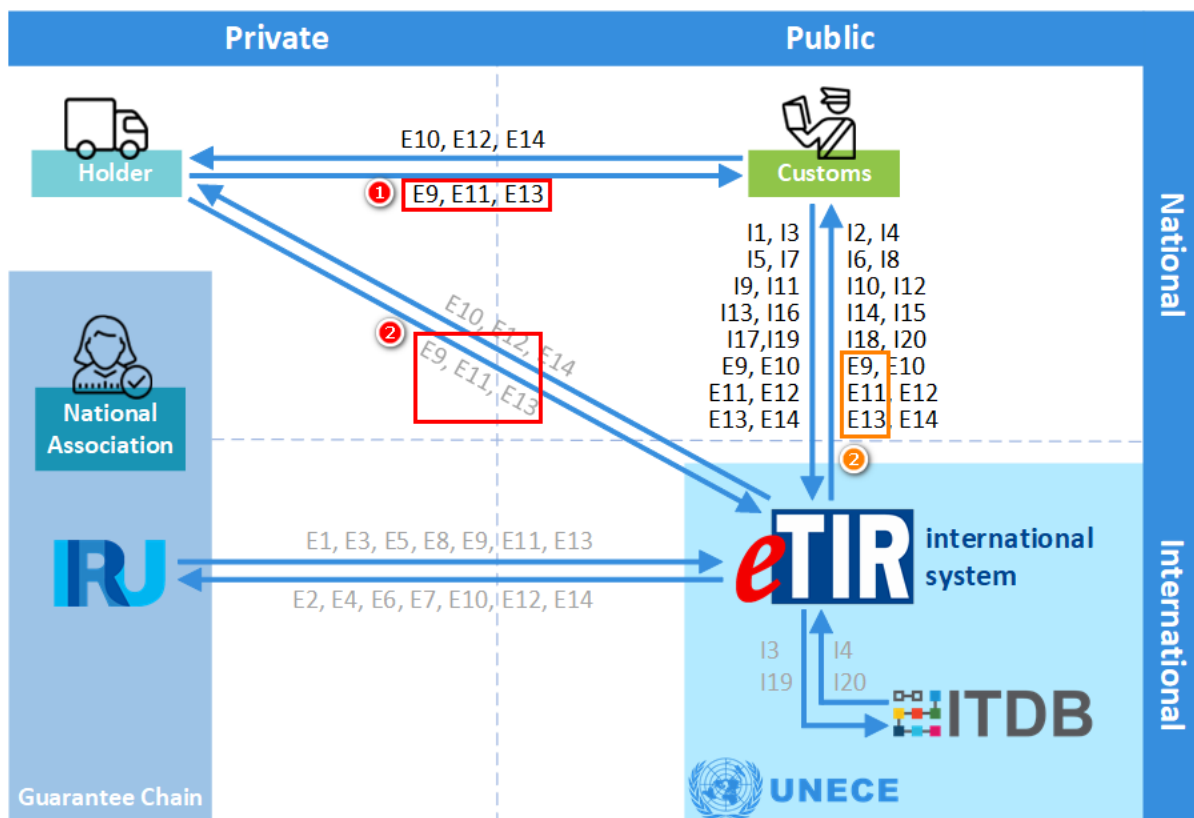 Private
Public
National
International
E10, E12, E14
Holder
Customs
1
E9, E11, E13
I1, I3
I5, I7
I9, I11
I13, I16
I17,I19
E9, E10
E11, E12
E13, E14
I2, I4
I6, I8
I10, I12
I14, I15
I18, I20
E9, E10
E11, E12
E13, E14
2
E10, E12, E14
2
E9, E11, E13
National
Association
IRU
E1, E3, E5, E8, E9, E11, E13
E2, E4, E6, E7, E10, E12, E14
eTIR
international
system
I3
I19
I4
I20
ITDB
Guarantee Chain
UNECE